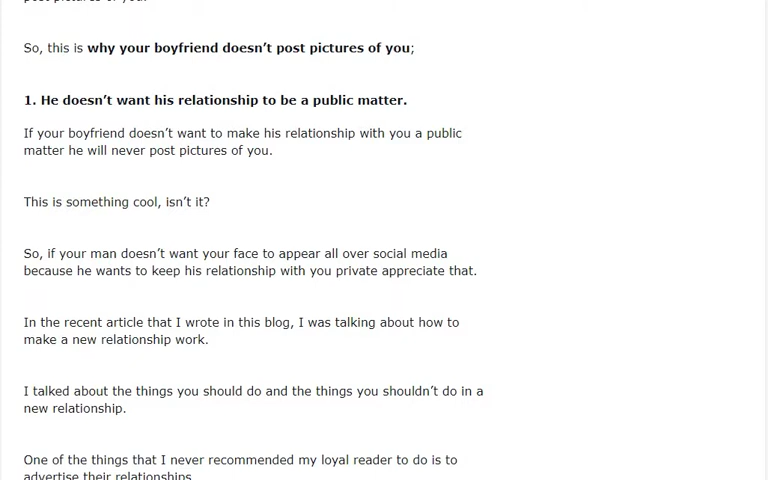 So, this is why your boyfriend doesn’t post pictures of you;
1. He doesn’t want his relationship to be a public matter.
If your boyfriend doesn’t want to make his relationship with you a public
matter he will never post pictures of you.
This is something cool, isn’t it?
So, if your man doesn’t want your face to appear all over social media
because he wants to keep his relationship with you private appreciate that.
In the recent article that I wrote in this blog, I was talking about how to
make a new relationship work.
I talked about the things you should do and the things you shouldn’t do in a
new relationship.
One of the things that I never recommended my loyal reader to do is to
advertise their relationships